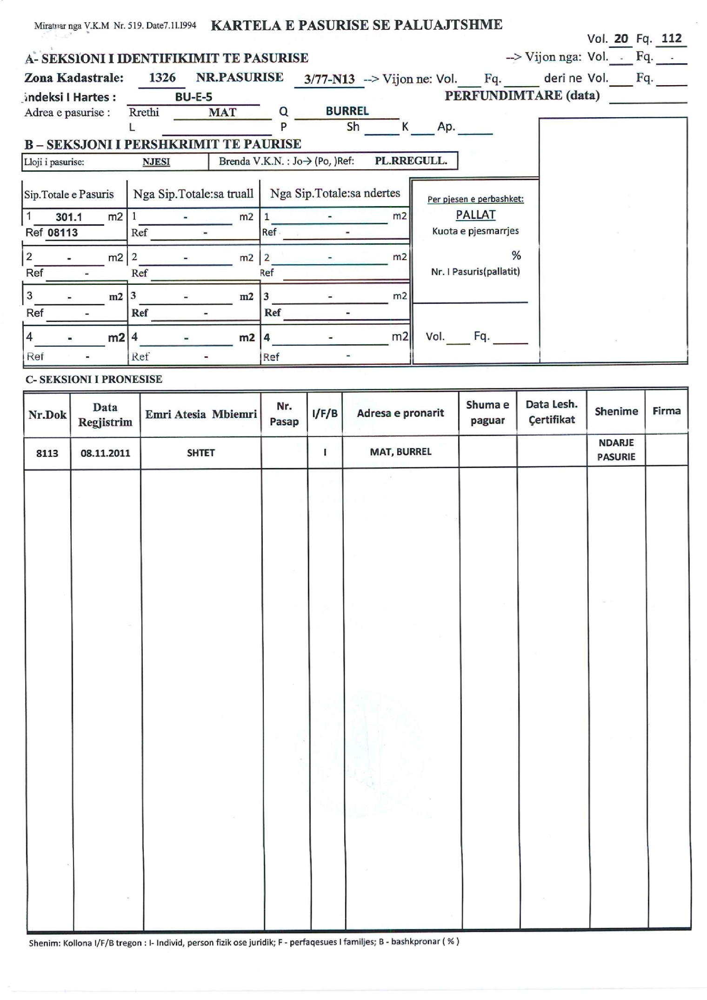 Miratuar nga V.K.M Nr. 519. Date7.11.1994 KARTELA E PASURISE SE PALUAJTSHME
Vol. 20 Fq. 112
A- SEKSIONI I IDENTIFIKIMIT TE PASURISE --> Vijon nga: Vol. - Fq. -
Zona Kadastrale: 1326 NR.PASURISE 3/77-N13 --> Vijon ne: Vol. Fq. deri ne Vol. Fq.
indeksi I Hartes : BU-E-5 PERFUNDIMTARE (data)
Adrea e pasurise : Rrethi MAT Q BURREL
L P Sh K Ap.
B – SEKSJONI I PERSHKRIMIT TE PAURISE
Lloji i pasurise: NJESI Brenda V.K.N. : Jo→ (Po, )Ref: PL.RREGULL.
Sip.Totale e Pasuris Nga Sip.Totale:sa truall Nga Sip.Totale:sa ndertes
1 301.1 m2 1 - m2 1 - m2
Ref 08113 Ref - Ref -
2 - m2 2 - m2 2 - m2
Ref - Ref Ref
3 - m2 3 - m2 3 - m2
Ref - Ref - Ref -
4 - m2 4 - m2 4 - m2
Ref - Ref - Ref -
Per pjesen e perbashket:
PALLAT
Kuota e pjesmarrjes
%
Nr. I Pasuris(pallatit)
Vol. Fq.
C- SEKSIONI I PRONESISE
Nr.Dok Data Regjistrim Emri Atesia Mbiemri Nr. Pasap I/F/B Adresa e pronarit Shuma e paguar Data Lesh. Çertifikat Shenime Firma
8113 08.11.2011 SHTET I MAT, BURREL NDARJE PASURIE
Shenim: Kollona I/F/B tregon : I- Individ, person fizik ose juridik; F - perfaqesues I familjes; B - bashkpronar ( % )